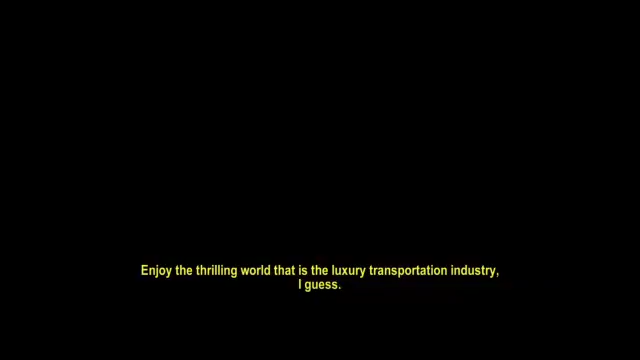 Enjoy the thrilling world that is the luxury transportation industry,
I guess.